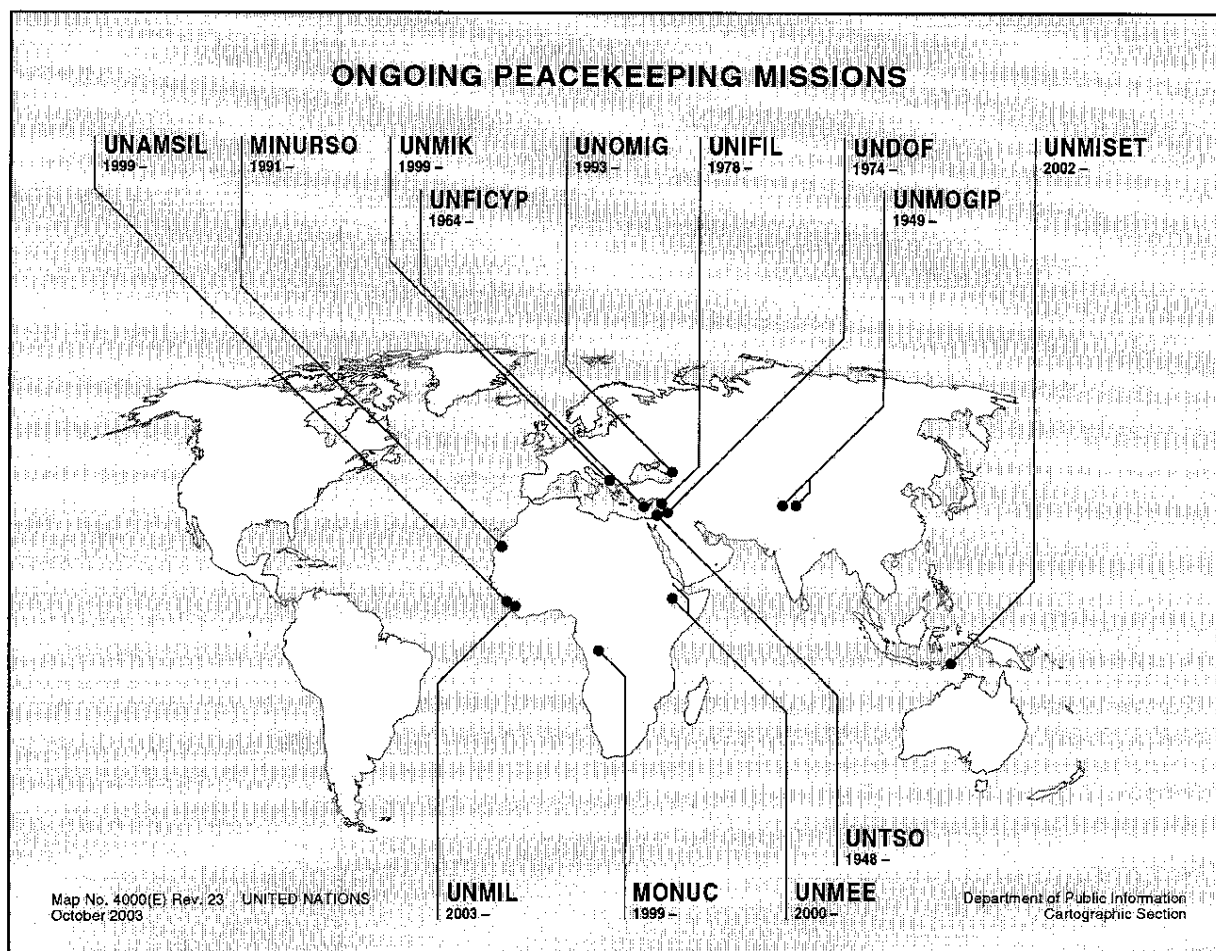 ONGOING PEACEKEEPING MISSIONS
UNAMSIL
1999 –
MINURSO
1991 –
UNMIK
1999 –
UNOMIG
1993 –
UNIFIL
1978 –
UNDOF
1974 –
UNMISET
2002 –
UNFICYP
1964 –
UNMOGIP
1949 –
UNTSO
1948 –
UNMIL
2003 –
MONUC
1999 –
UNMEE
2000 –
Map No. 4000(E) Rev. 23 UNITED NATIONS
October 2003
Department of Public Information
Cartographic Section